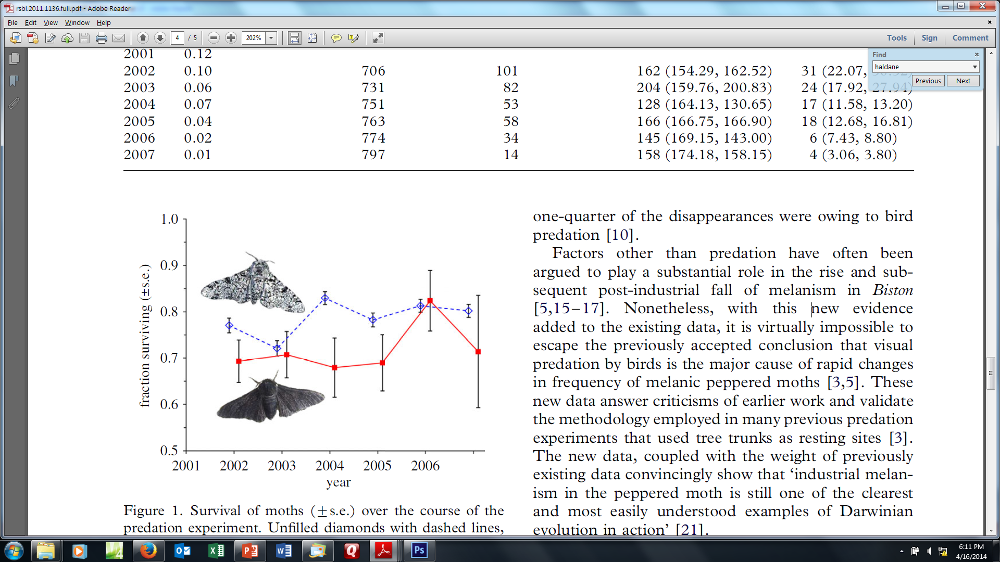 rsbl.2011.1136.full.pdf - Adobe Reader
File Edit View Window Help
4 / 5 202% Tools Sign Comment
Find
haldane
Previous Next
2001 0.12
2002 0.10 706 101 162 (154.29, 162.52) 31 (22.07,
2003 0.06 731 82 204 (159.76, 200.83) 24 (17.92, 27.94)
2004 0.07 751 53 128 (164.13, 130.65) 17 (11.58, 13.20)
2005 0.04 763 58 166 (166.75, 166.90) 18 (12.68, 16.81)
2006 0.02 774 34 145 (169.15, 143.00) 6 (7.43, 8.80)
2007 0.01 797 14 158 (174.18, 158.15) 4 (3.06, 3.80)
1.0
0.9
0.8
0.7
0.6
0.5
fraction surviving (±s.e.)
2001 2002 2003 2004 2005 2006
year
Figure 1. Survival of moths (±s.e.) over the course of the
predation experiment. Unfilled diamonds with dashed lines,
one-quarter of the disappearances were owing to bird
predation [10].
Factors other than predation have often been
argued to play a substantial role in the rise and sub-
sequent post-industrial fall of melanism in Biston
[5,15–17]. Nonetheless, with this new evidence
added to the existing data, it is virtually impossible to
escape the previously accepted conclusion that visual
predation by birds is the major cause of rapid changes
in frequency of melanic peppered moths [3,5]. These
new data answer criticisms of earlier work and validate
the methodology employed in many previous predation
experiments that used tree trunks as resting sites [3].
The new data, coupled with the weight of previously
existing data convincingly show that ‘industrial melan-
ism in the peppered moth is still one of the clearest
and most easily understood examples of Darwinian
evolution in action’ [21].
6:11 PM
4/16/2014